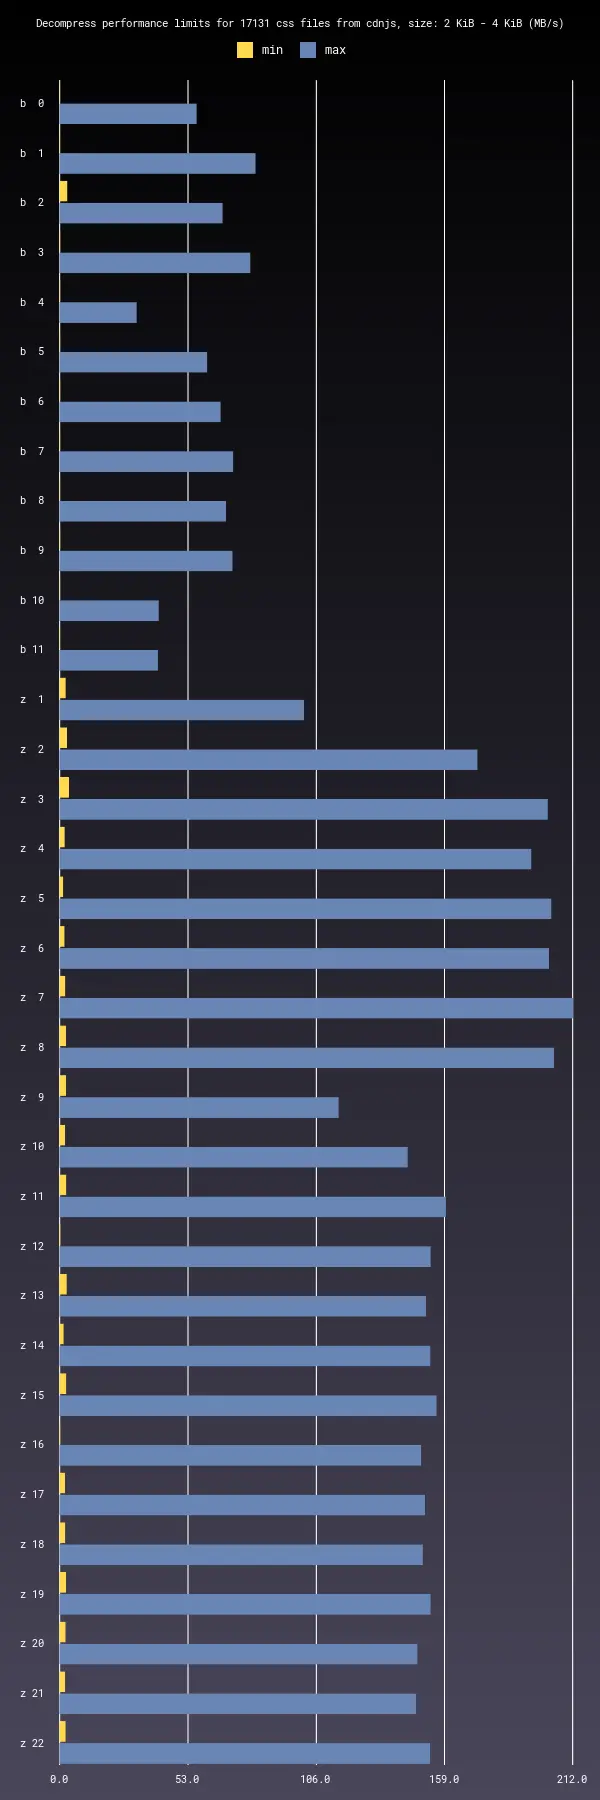 Decompress performance limits for 17131 css files from cdnjs, size: 2 KiB - 4 KiB (MB/s)
min max
b 0
b 1
b 2
b 3
b 4
b 5
b 6
b 7
b 8
b 9
b 10
b 11
z 1
z 2
z 3
z 4
z 5
z 6
z 7
z 8
z 9
z 10
z 11
z 12
z 13
z 14
z 15
z 16
z 17
z 18
z 19
z 20
z 21
z 22
0.0 53.0 106.0 159.0 212.0